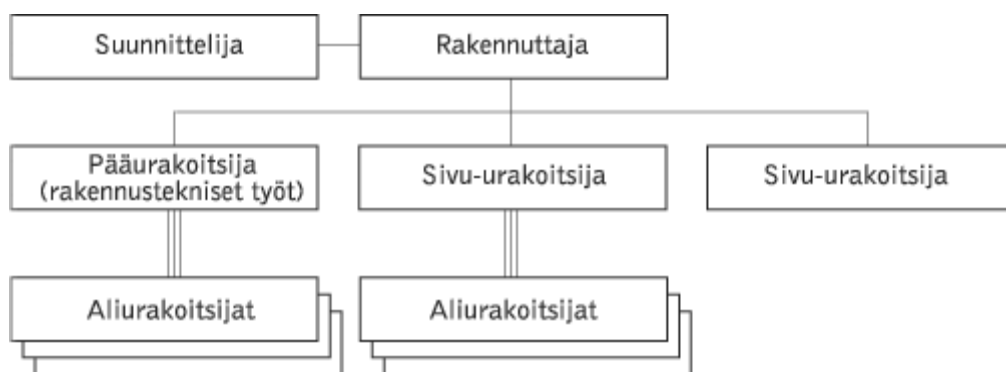 Suunnittelija
Rakennuttaja
Pääurakoitsija
(rakennustekniset työt)
Sivu-urakoitsija
Sivu-urakoitsija
Aliurakoitsijat
Aliurakoitsijat